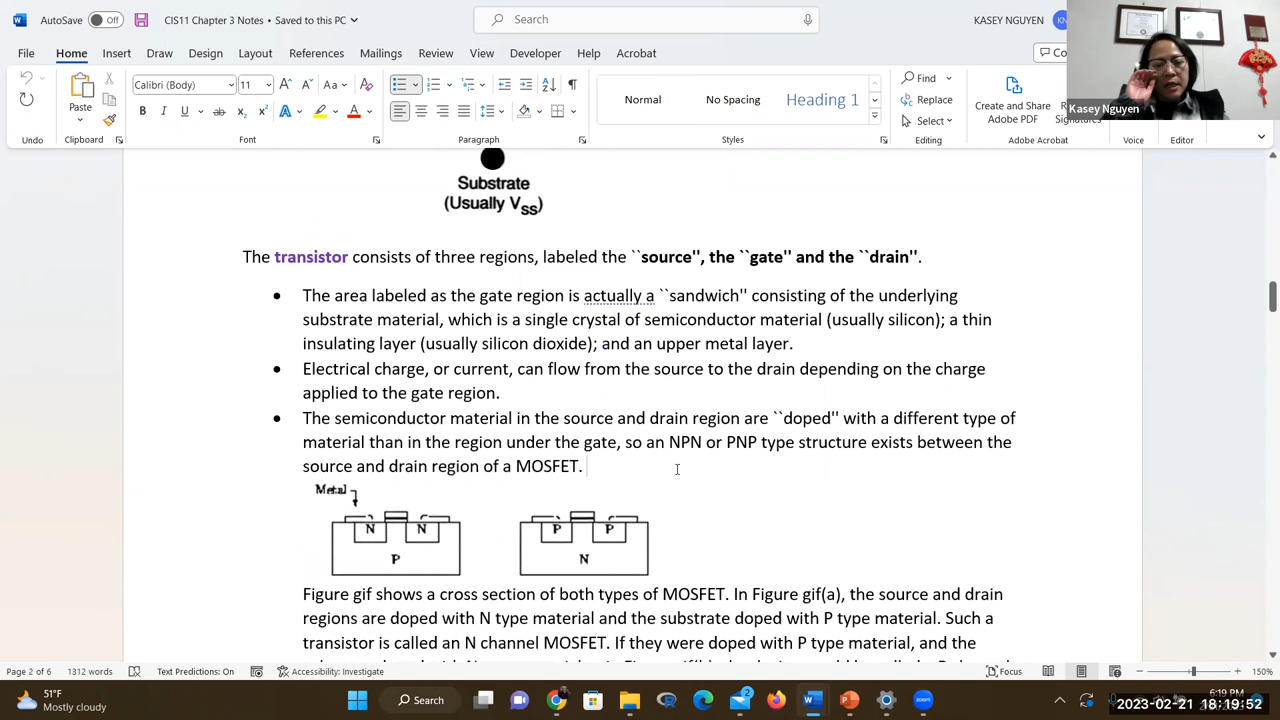 AutoSave Off CIS11 Chapter 3 Notes • Saved to this PC Search KASEY NGUYEN KN
File Home Insert Draw Design Layout References Mailings Review View Developer Help Acrobat Co
Paste
Calibri (Body) 11 Aa
Normal No Spacing Heading 1
Find
Replace
Select
Create and Share
Adobe PDF
Signatures
Kasey Nguyen
Undo Clipboard Font Paragraph Styles Editing Adobe Acrobat Voice Editor
Substrate
(Usually VSS)
The transistor consists of three regions, labeled the ``source'', the ``gate'' and the ``drain''.
• The area labeled as the gate region is actually a ``sandwich'' consisting of the underlying
substrate material, which is a single crystal of semiconductor material (usually silicon); a thin
insulating layer (usually silicon dioxide); and an upper metal layer.
• Electrical charge, or current, can flow from the source to the drain depending on the charge
applied to the gate region.
• The semiconductor material in the source and drain region are ``doped'' with a different type of
material than in the region under the gate, so an NPN or PNP type structure exists between the
source and drain region of a MOSFET.
Metal
N N P P
P N
Figure gif shows a cross section of both types of MOSFET. In Figure gif(a), the source and drain
regions are doped with N type material and the substrate doped with P type material. Such a
transistor is called an N channel MOSFET. If they were doped with P type material, and the
Page 2 of 6 1312 words Text Predictions: On Accessibility: Investigate Focus 150%
51°F
Mostly cloudy
Search
2
6:19 PM
2023-02-21 18:19:52